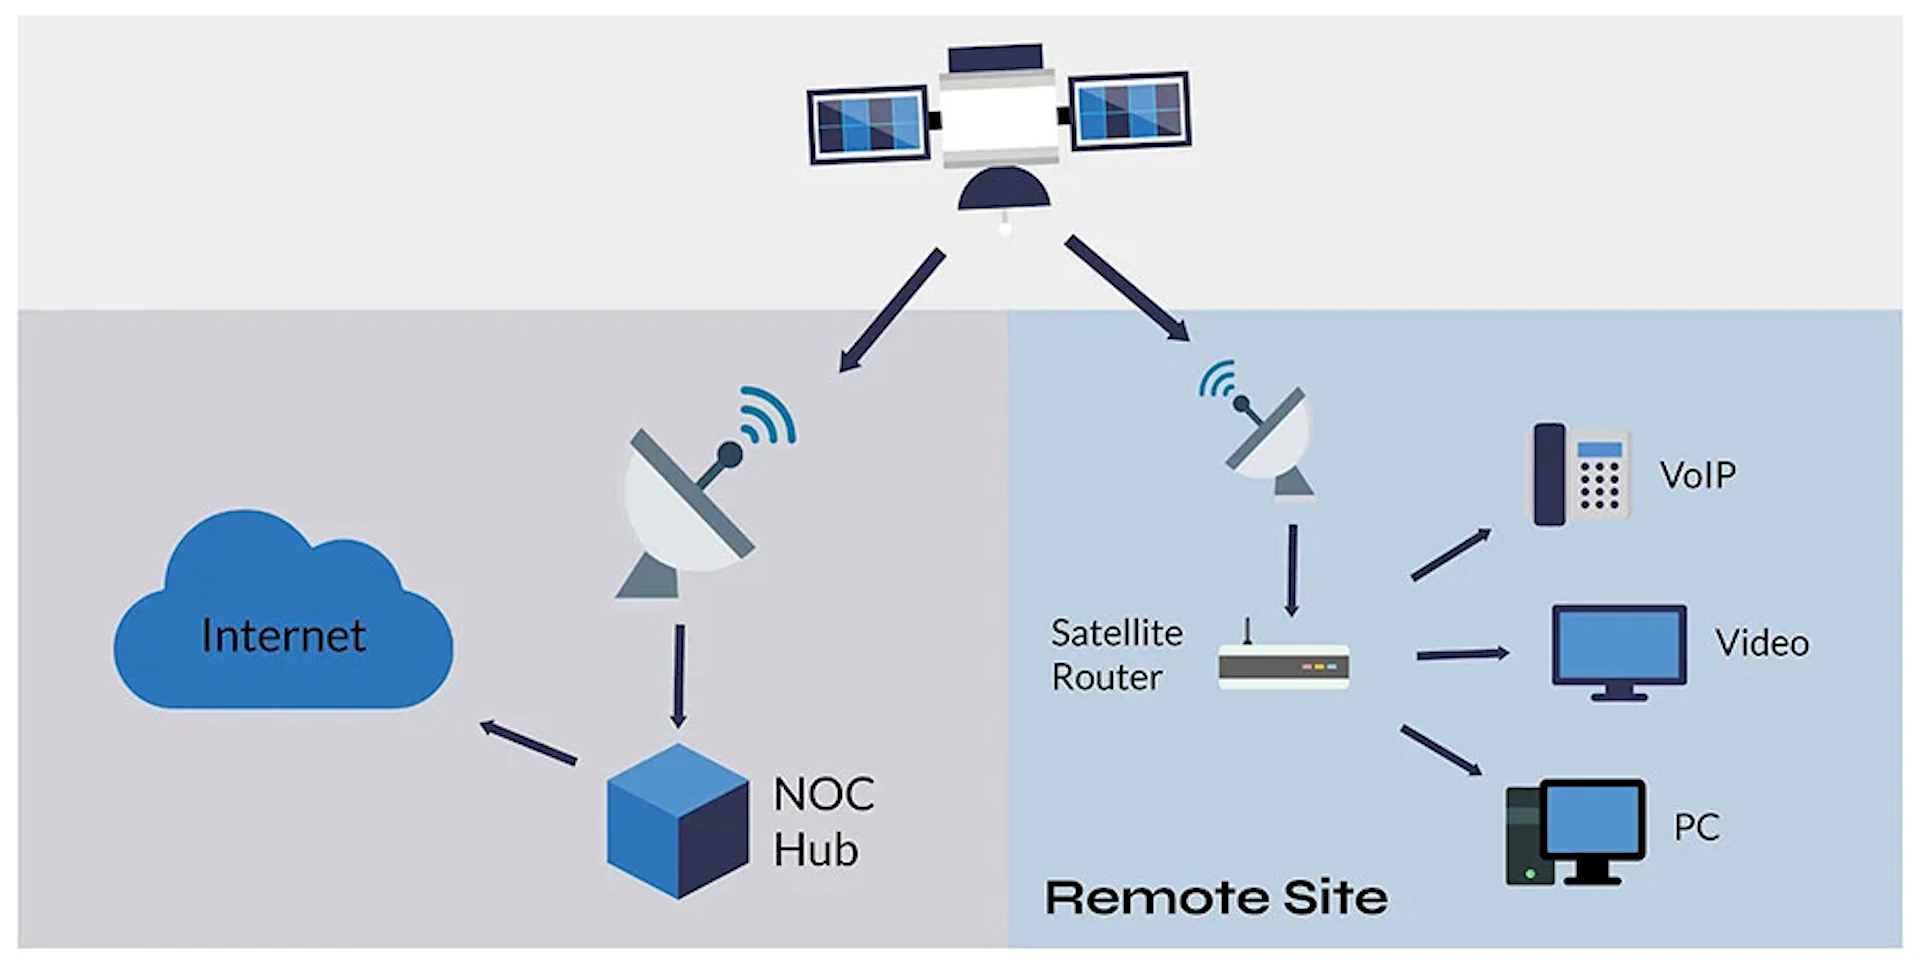 Internet
NOC
Hub
Satellite
Router
VoIP
Video
PC
Remote Site